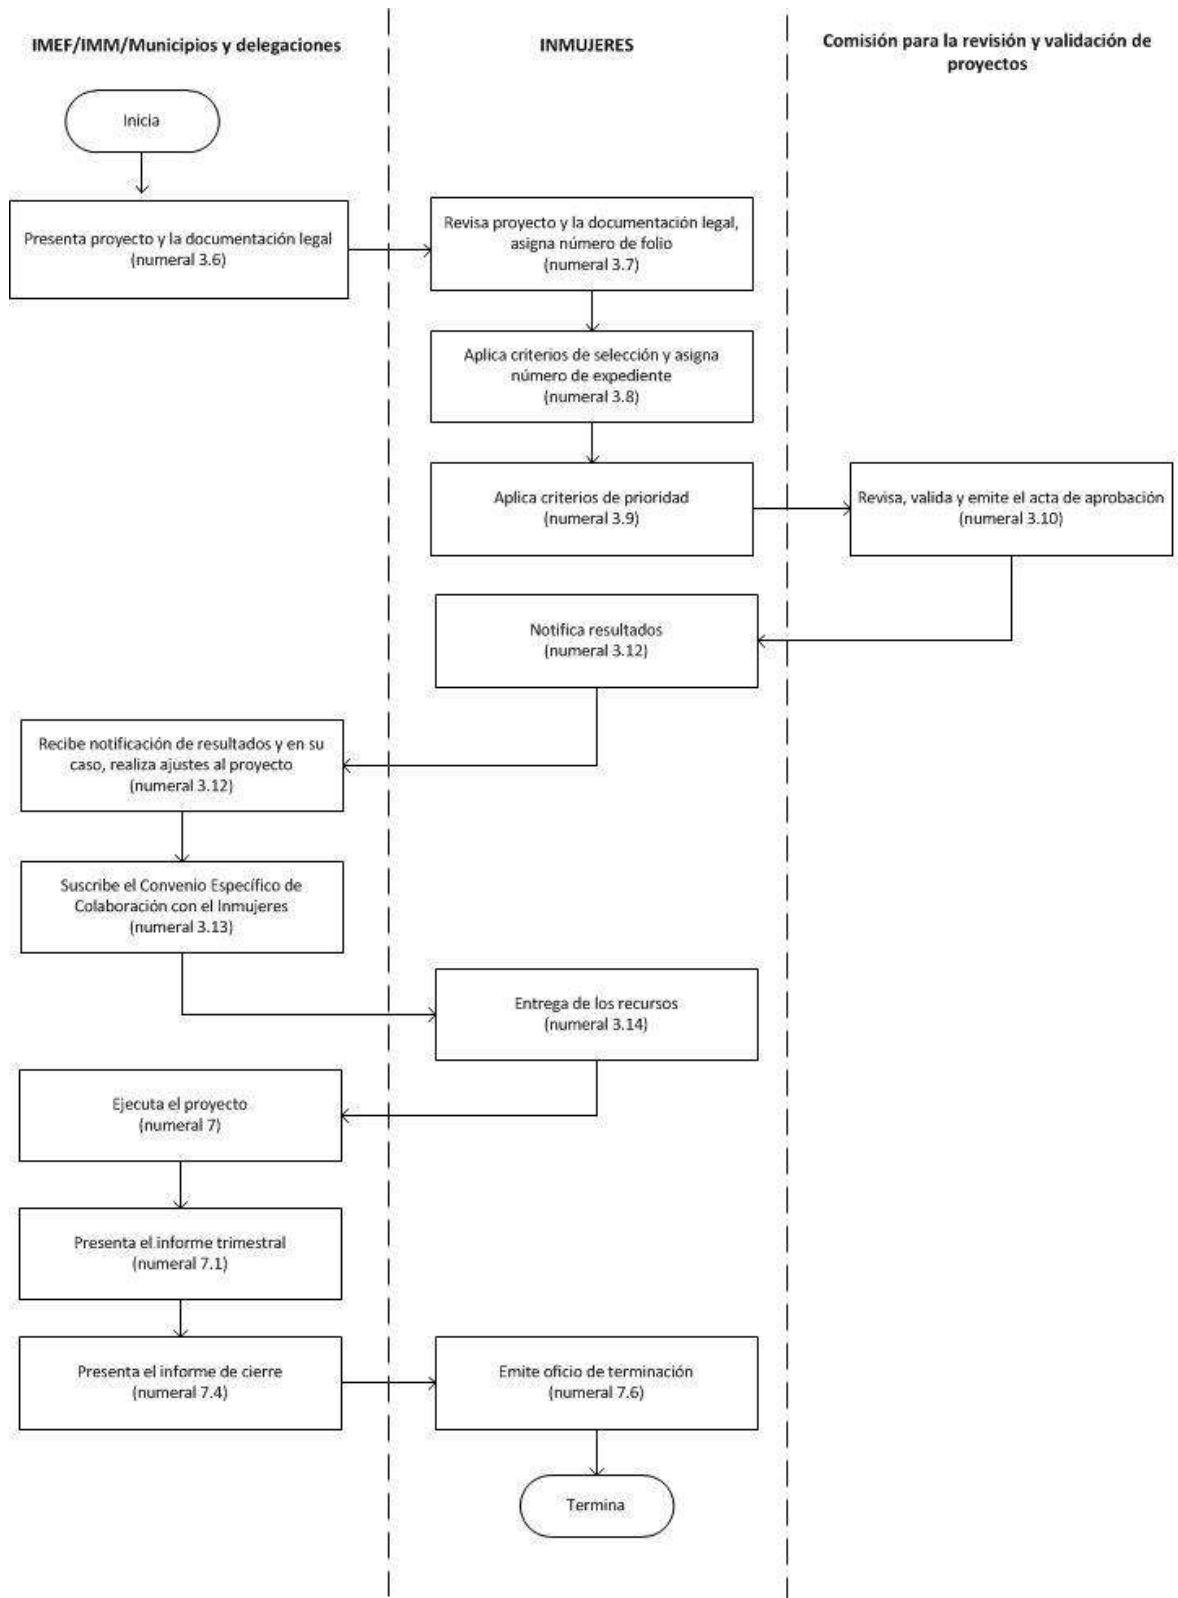 IMEF/IMM/Municipios y delegaciones
INMUJERES
Comisión para la revisión y validación de
proyectos
Inicia
Presenta proyecto y la documentación legal
(numeral 3.6)
Revisa proyecto y la documentación legal,
asigna número de folio
(numeral 3.7)
Aplica criterios de selección y asigna
número de expediente
(numeral 3.8)
Aplica criterios de prioridad
(numeral 3.9)
Revisa, valida y emite el acta de aprobación
(numeral 3.10)
Notifica resultados
(numeral 3.12)
Recibe notificación de resultados y en su
caso, realiza ajustes al proyecto
(numeral 3.12)
Suscribe el Convenio Específico de
Colaboración con el Inmujeres
(numeral 3.13)
Entrega de los recursos
(numeral 3.14)
Ejecuta el proyecto
(numeral 7)
Presenta el informe trimestral
(numeral 7.1)
Presenta el informe de cierre
(numeral 7.4)
Emite oficio de terminación
(numeral 7.6)
Termina